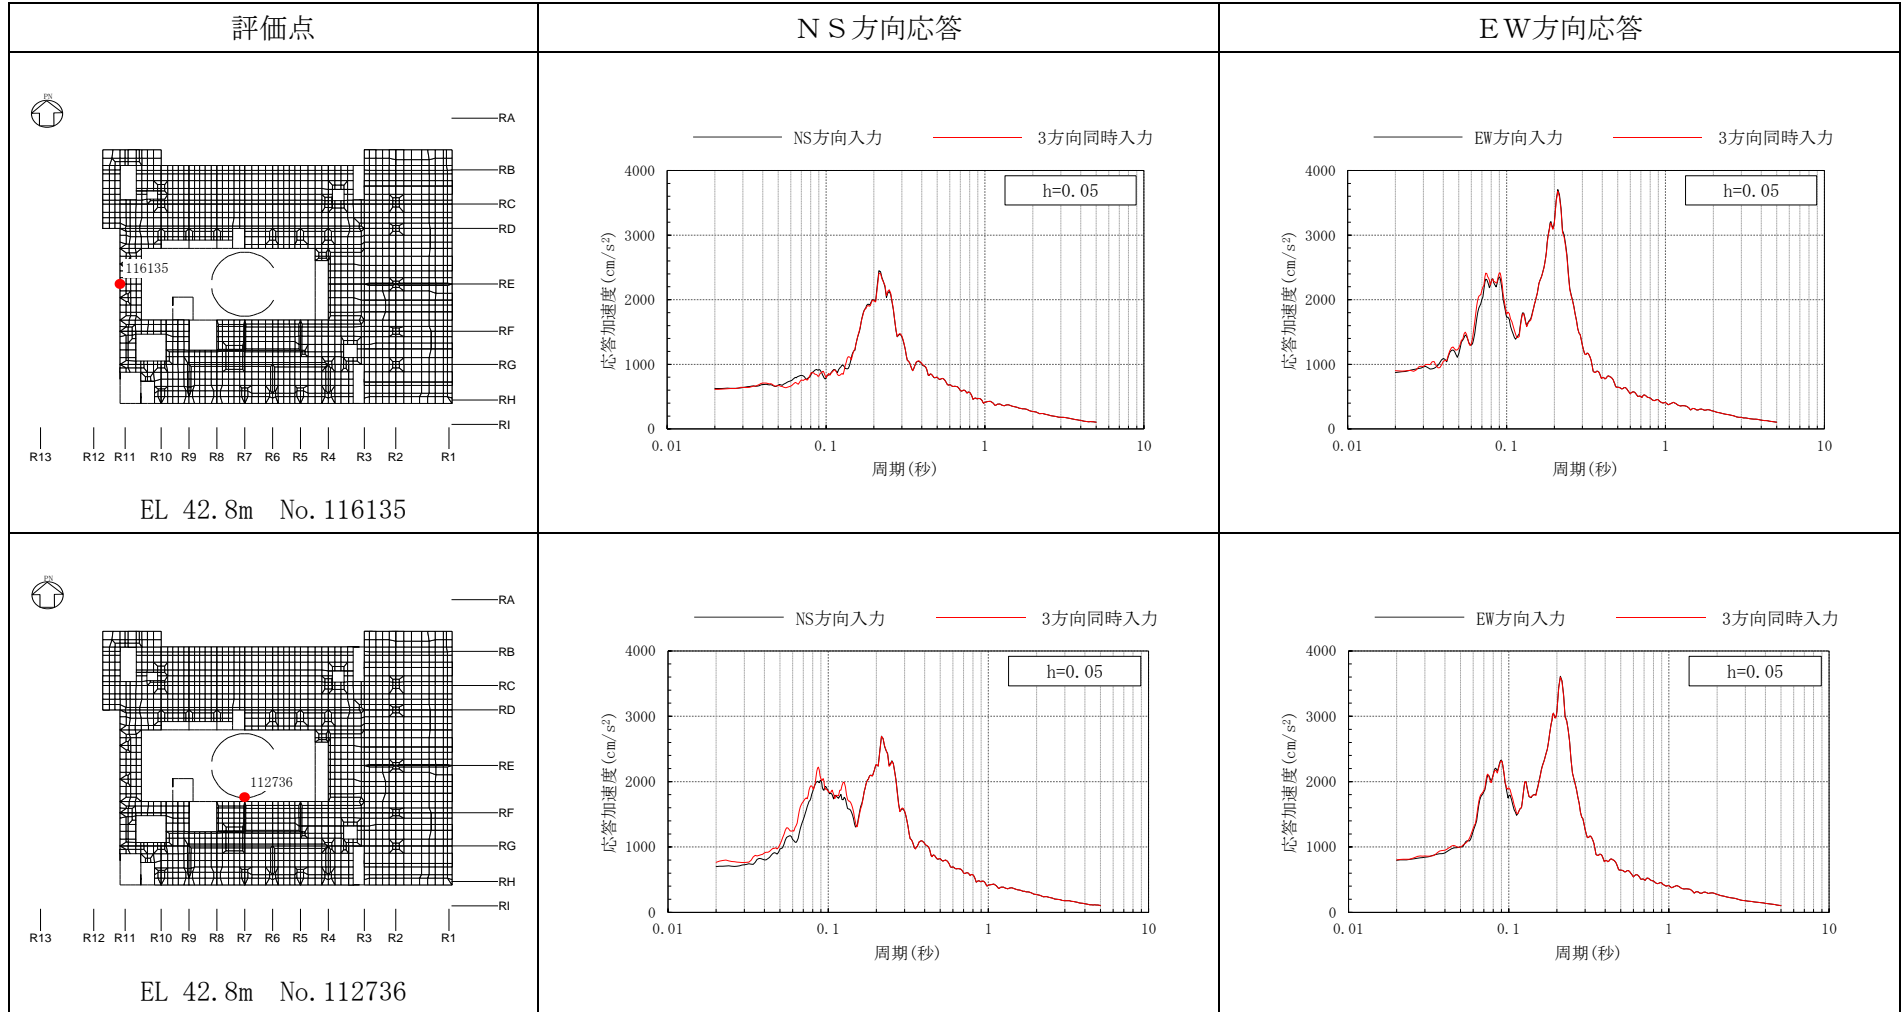 評価点
ＮＳ方向応答
ＥＷ方向応答
PN
RA
RB
RC
RD
RE
RF
RG
RH
RI
116135
R13 R12 R11 R10 R9 R8 R7 R6 R5 R4 R3 R2 R1
EL 42.8m No.116135
NS方向入力 3方向同時入力
h=0.05
応答加速度(cm/s²)
4000
3000
2000
1000
0
0.01 0.1 1 10
周期(秒)
EW方向入力 3方向同時入力
h=0.05
応答加速度(cm/s²)
4000
3000
2000
1000
0
0.01 0.1 1 10
周期(秒)
PN
RA
RB
RC
RD
RE
RF
RG
RH
RI
112736
R13 R12 R11 R10 R9 R8 R7 R6 R5 R4 R3 R2 R1
EL 42.8m No.112736
NS方向入力 3方向同時入力
h=0.05
応答加速度(cm/s²)
4000
3000
2000
1000
0
0.01 0.1 1 10
周期(秒)
EW方向入力 3方向同時入力
h=0.05
応答加速度(cm/s²)
4000
3000
2000
1000
0
0.01 0.1 1 10
周期(秒)